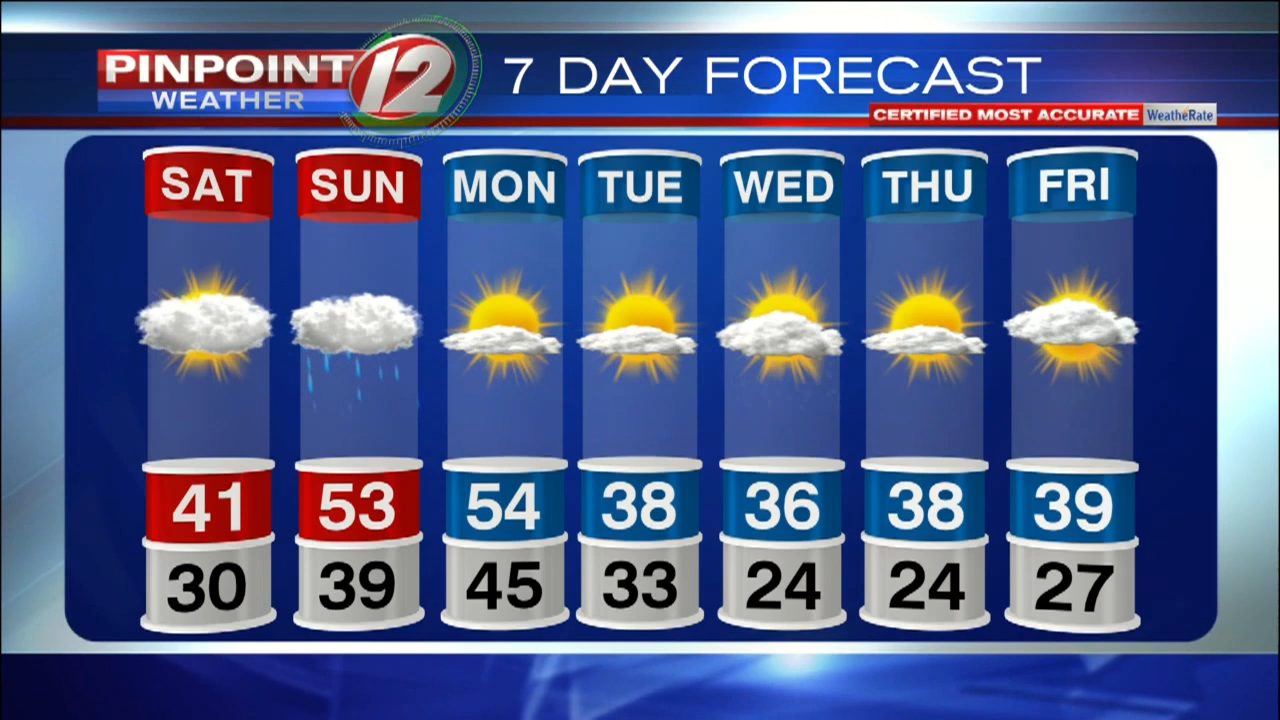 PINPOINT 12
WEATHER
7 DAY FORECAST
CERTIFIED MOST ACCURATE WeatheRate
SAT SUN MON TUE WED THU FRI
41 53 54 38 36 38 39
30 39 45 33 24 24 27